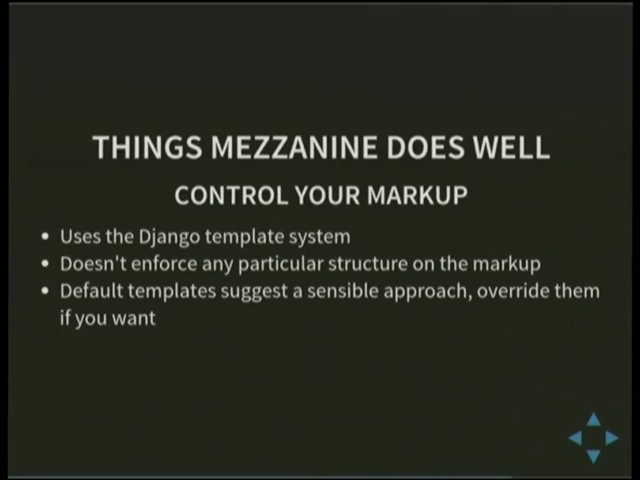 THINGS MEZZANINE DOES WELL
CONTROL YOUR MARKUP
• Uses the Django template system
• Doesn't enforce any particular structure on the markup
• Default templates suggest a sensible approach, override them
if you want